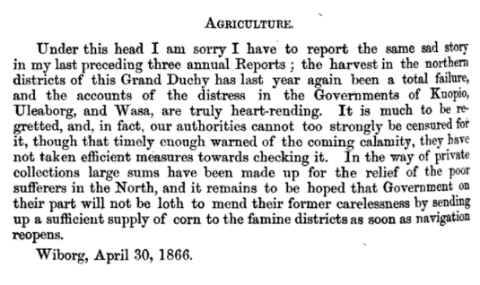 AGRICULTURE.
Under this head I am sorry I have to report the same sad story
in my last preceding three annual Reports ; the harvest in the northern
districts of this Grand Duchy has last year again been a total failure,
and the accounts of the distress in the Governments of Knopio,
Uleaborg, and Wasa, are truly heart-rending. It is much to be re-
gretted, and, in fact, our authorities cannot too strongly be censured for
it, though that timely enough warned of the coming calamity, they have
not taken efficient measures towards checking it. In the way of private
collections large sums have been made up for the relief of the poor
sufferers in the North, and it remains to be hoped that Government on
their part will not be loth to mend their former carelessness by sending
up a sufficient supply of corn to the famine districts as soon as navigation
reopens.
Wiborg, April 30, 1866.